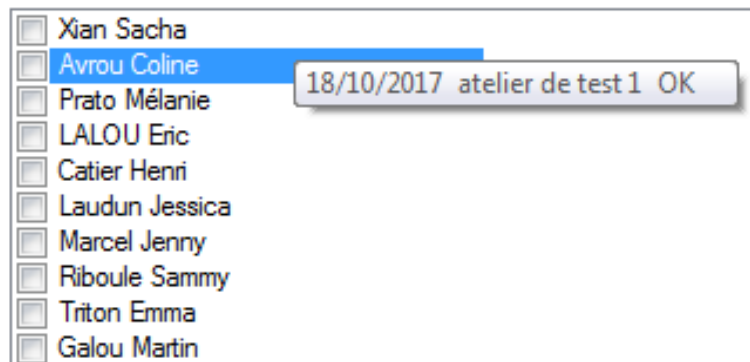 Xian Sacha
Avrou Coline
18/10/2017 atelier de test 1 OK
Prato Mélanie
LALOU Eric
Catier Henri
Laudun Jessica
Marcel Jenny
Riboule Sammy
Triton Emma
Galou Martin